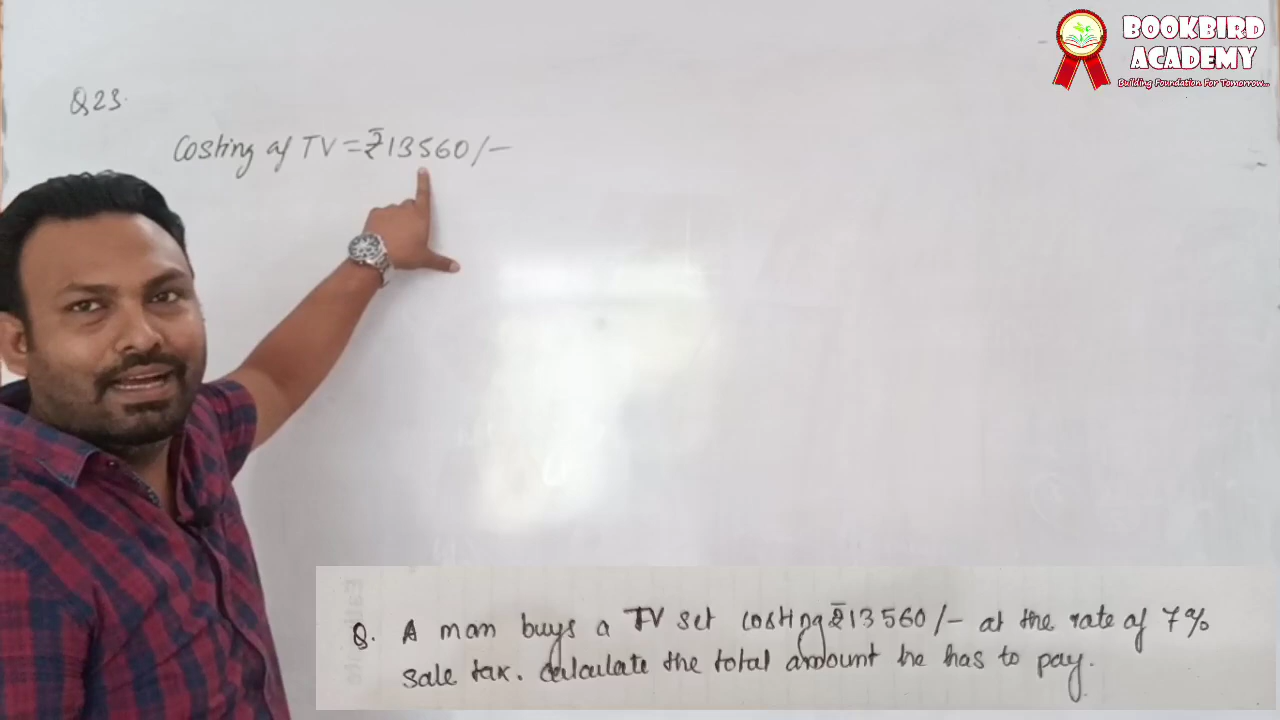 BOOKBIRD
ACADEMY
Building Foundation For Tomorrow...
Q23.
Costing of TV = ₹13560/-
Q. A man buys a TV set costing ₹13560/- at the rate of 7%
sale tax. calculate the total amount he has to pay.